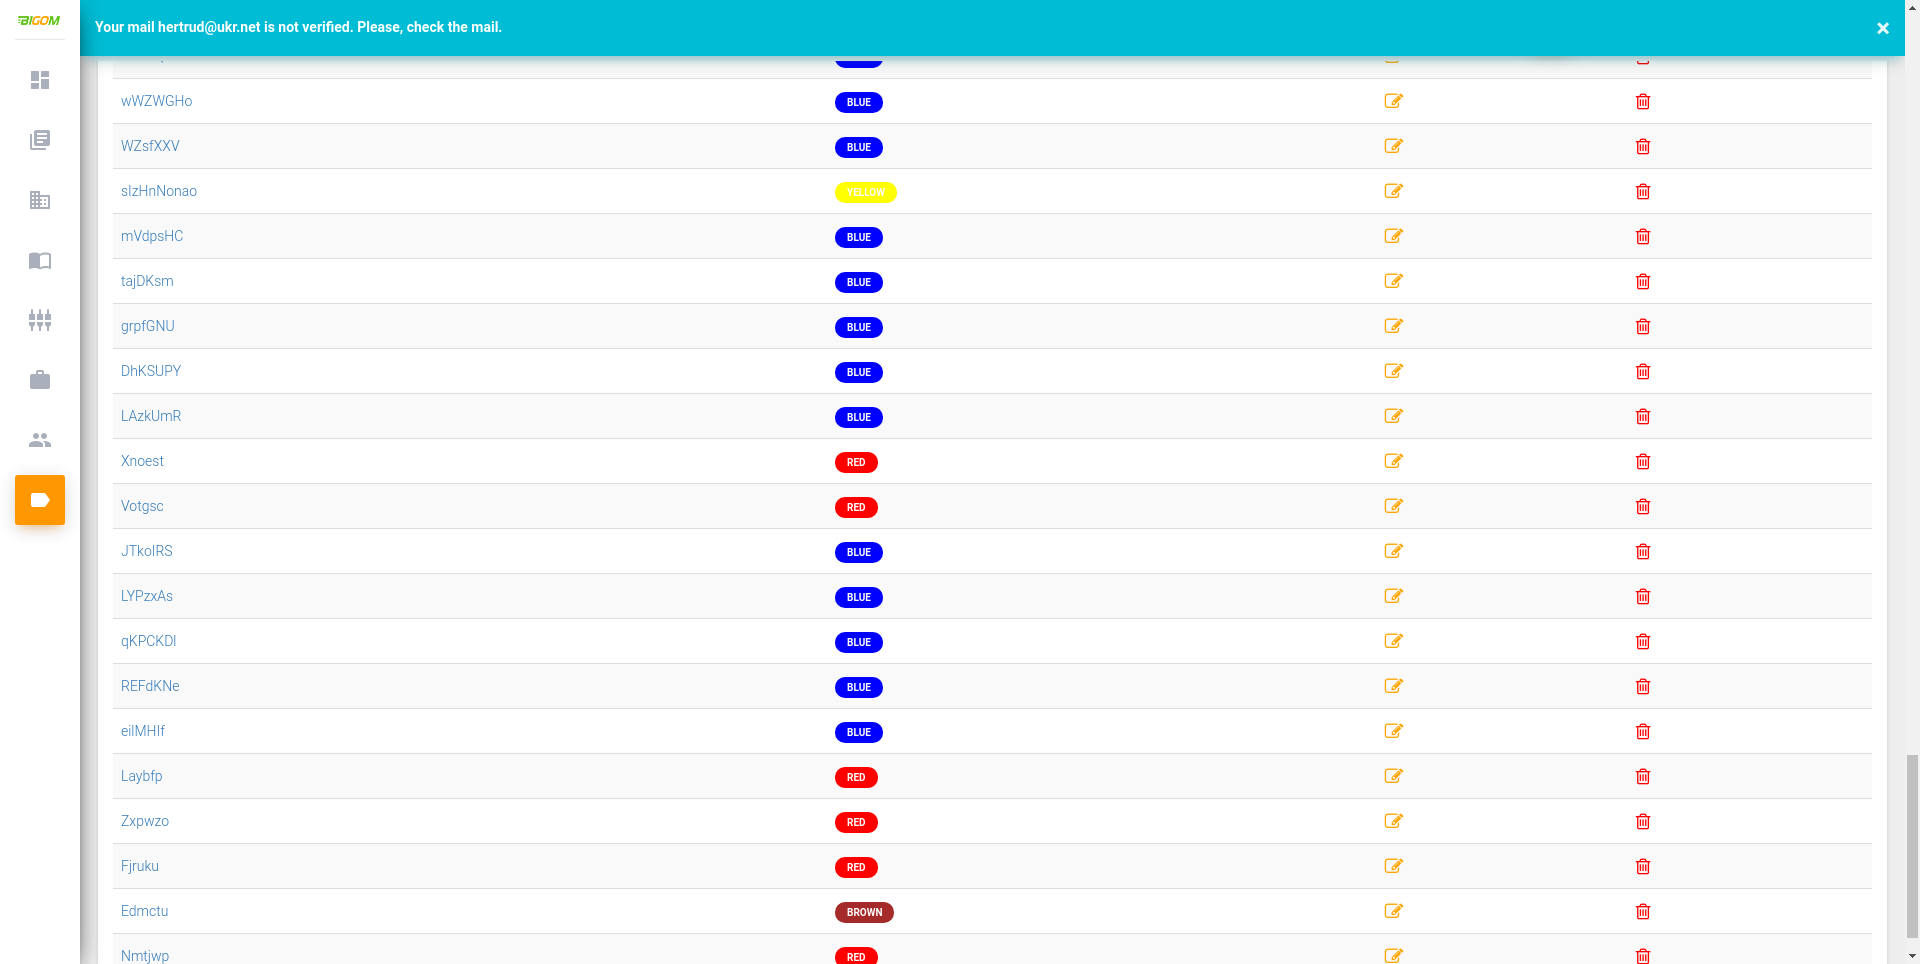 BIGOM
Your mail hertrud@ukr.net is not verified. Please, check the mail.
wWZWGHo BLUE
WZsfXXV BLUE
sIzHnNonao YELLOW
mVdpsHC BLUE
tajDKsm BLUE
grpfGNU BLUE
DhKSUPY BLUE
LAzkUmR BLUE
Xnoest RED
Votgsc RED
JTkoIRS BLUE
LYPzxAs BLUE
qKPCKDI BLUE
REFdKNe BLUE
eilMHIf BLUE
Laybfp RED
Zxpwzo RED
Fjruku RED
Edmctu BROWN
Nmtjwp RED